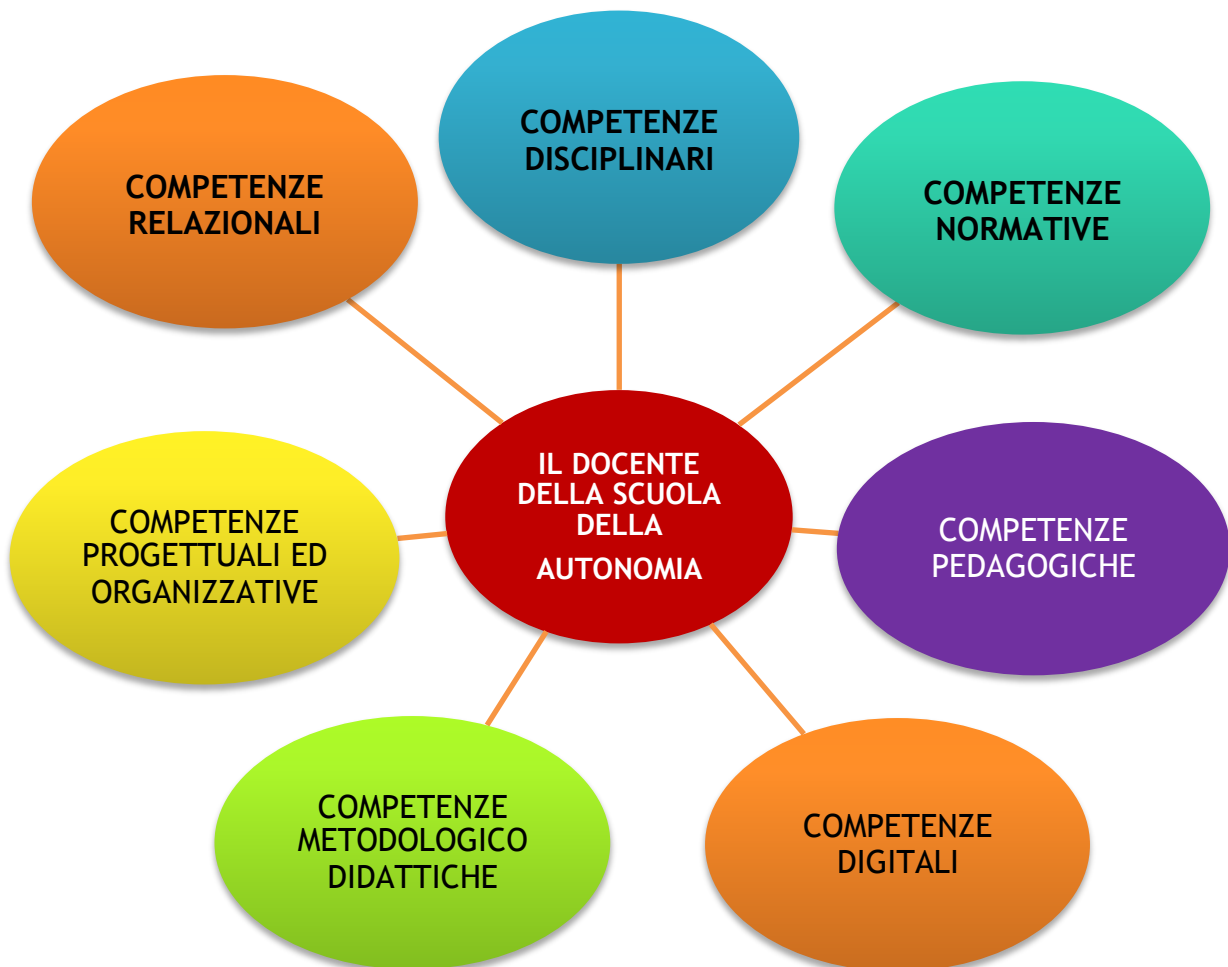 COMPETENZE
DISCIPLINARI
COMPETENZE
RELAZIONALI
COMPETENZE
NORMATIVE
IL DOCENTE
DELLA SCUOLA
DELLA
AUTONOMIA
COMPETENZE
PROGETTUALI ED
ORGANIZZATIVE
COMPETENZE
PEDAGOGICHE
COMPETENZE
METODOLOGICO
DIDATTICHE
COMPETENZE
DIGITALI